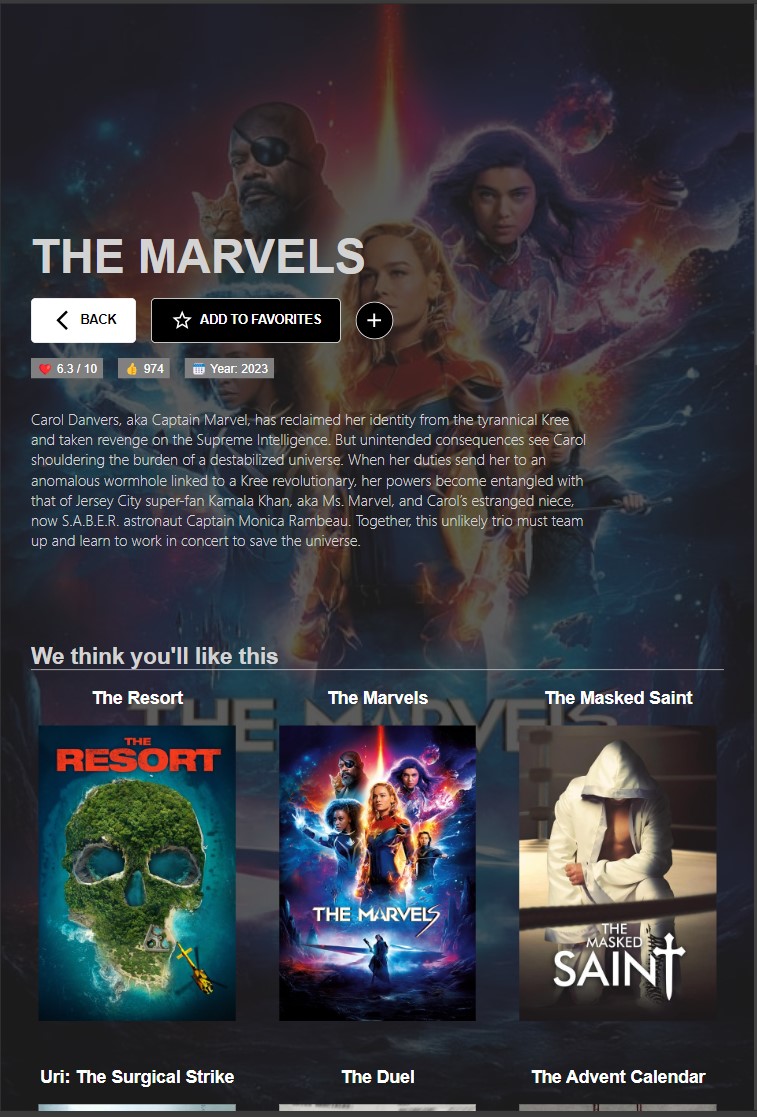 THE MARVELS
BACK
ADD TO FAVORITES
+
6.3 / 10
974
Year: 2023
Carol Danvers, aka Captain Marvel, has reclaimed her identity from the tyrannical Kree
and taken revenge on the Supreme Intelligence. But unintended consequences see Carol
shouldering the burden of a destabilized universe. When her duties send her to an
anomalous wormhole linked to a Kree revolutionary, her powers become entangled with
that of Jersey City super-fan Kamala Khan, aka Ms. Marvel, and Carol's estranged niece,
now S.A.B.E.R. astronaut Captain Monica Rambeau. Together, this unlikely trio must team
up and learn to work in concert to save the universe.
We think you'll like this
The Resort
The Marvels
The Masked Saint
THE MARVELS
THE
RESORT
THE MARVELS
THE
MASKED
SAINT
Uri: The Surgical Strike
The Duel
The Advent Calendar